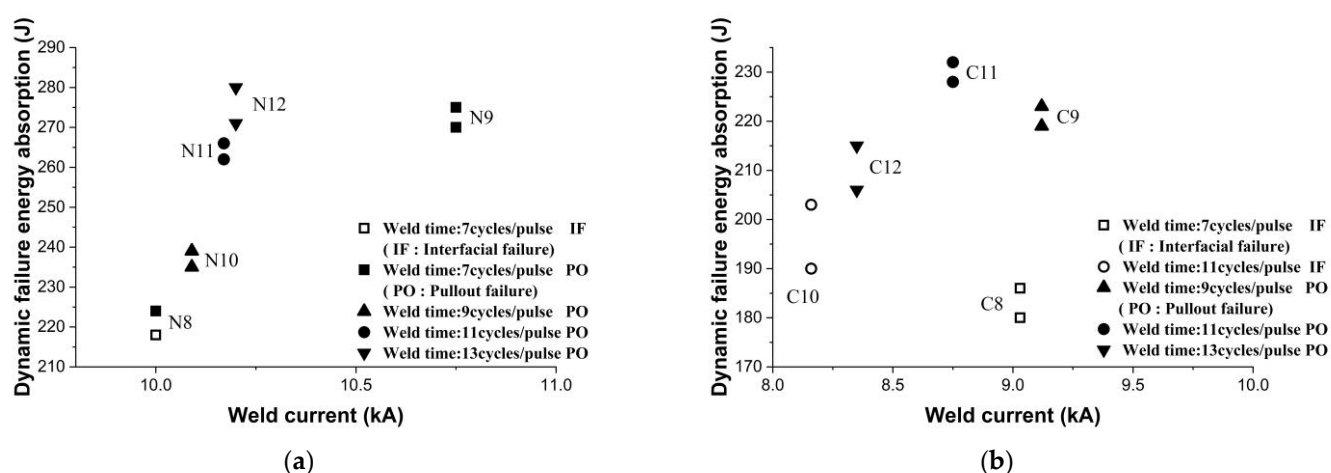 Dynamic failure energy absorption (J)
290
280
270
260
250
240
230
220
210
N12
N9
N11
N10
N8
Weld time:7cycles/pulse IF
( IF : Interfacial failure)
Weld time:7cycles/pulse PO
( PO : Pullout failure)
Weld time:9cycles/pulse PO
Weld time:11cycles/pulse PO
Weld time:13cycles/pulse PO
10.0 10.5 11.0
Weld current (kA)
(a)
Dynamic failure energy absorption (J)
230
220
210
200
190
180
170
C11
C9
C12
C10
C8
Weld time:7cycles/pulse IF
( IF : Interfacial failure)
Weld time:11cycles/pulse IF
Weld time:9cycles/pulse PO
( PO : Pullout failure)
Weld time:11cycles/pulse PO
Weld time:13cycles/pulse PO
8.0 8.5 9.0 9.5 10.0
Weld current (kA)
(b)